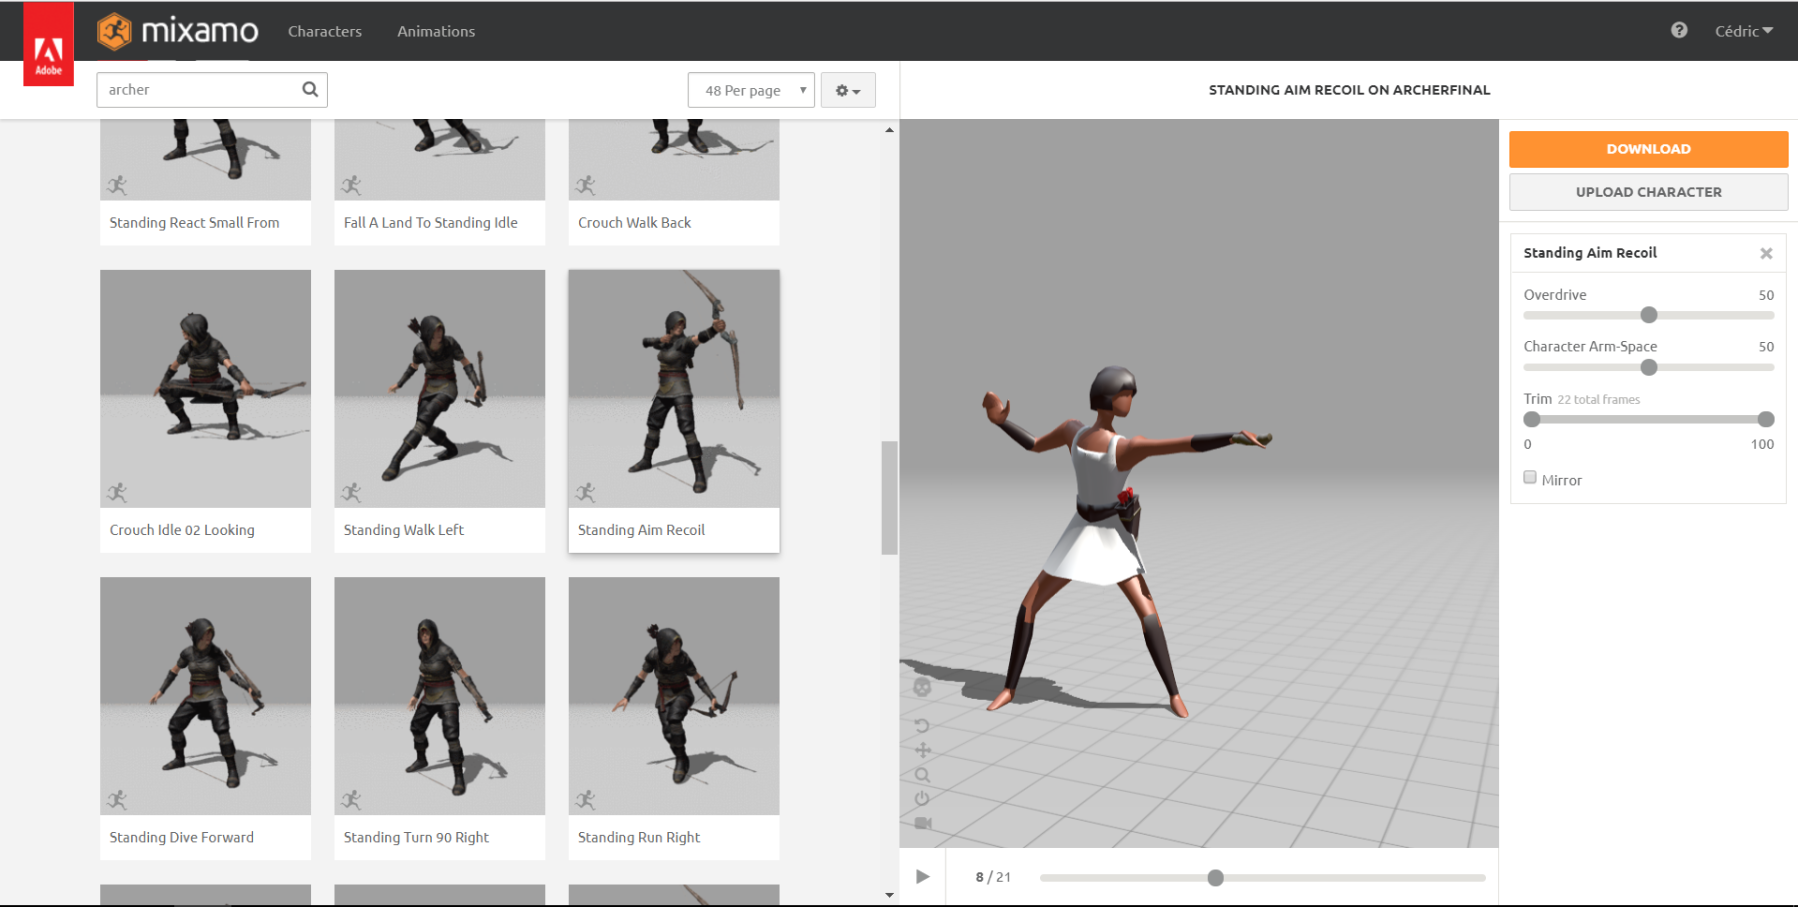 Adobe
mixamo
Characters
Animations
Cédric
archer
48 Per page
STANDING AIM RECOIL ON ARCHERFINAL
DOWNLOAD
UPLOAD CHARACTER
Standing React Small From
Fall A Land To Standing Idle
Crouch Walk Back
Standing Aim Recoil
Overdrive 50
Character Arm-Space 50
Trim 22 total frames
0 100
Mirror
Crouch Idle 02 Looking
Standing Walk Left
Standing Aim Recoil
Standing Dive Forward
Standing Turn 90 Right
Standing Run Right
8 / 21